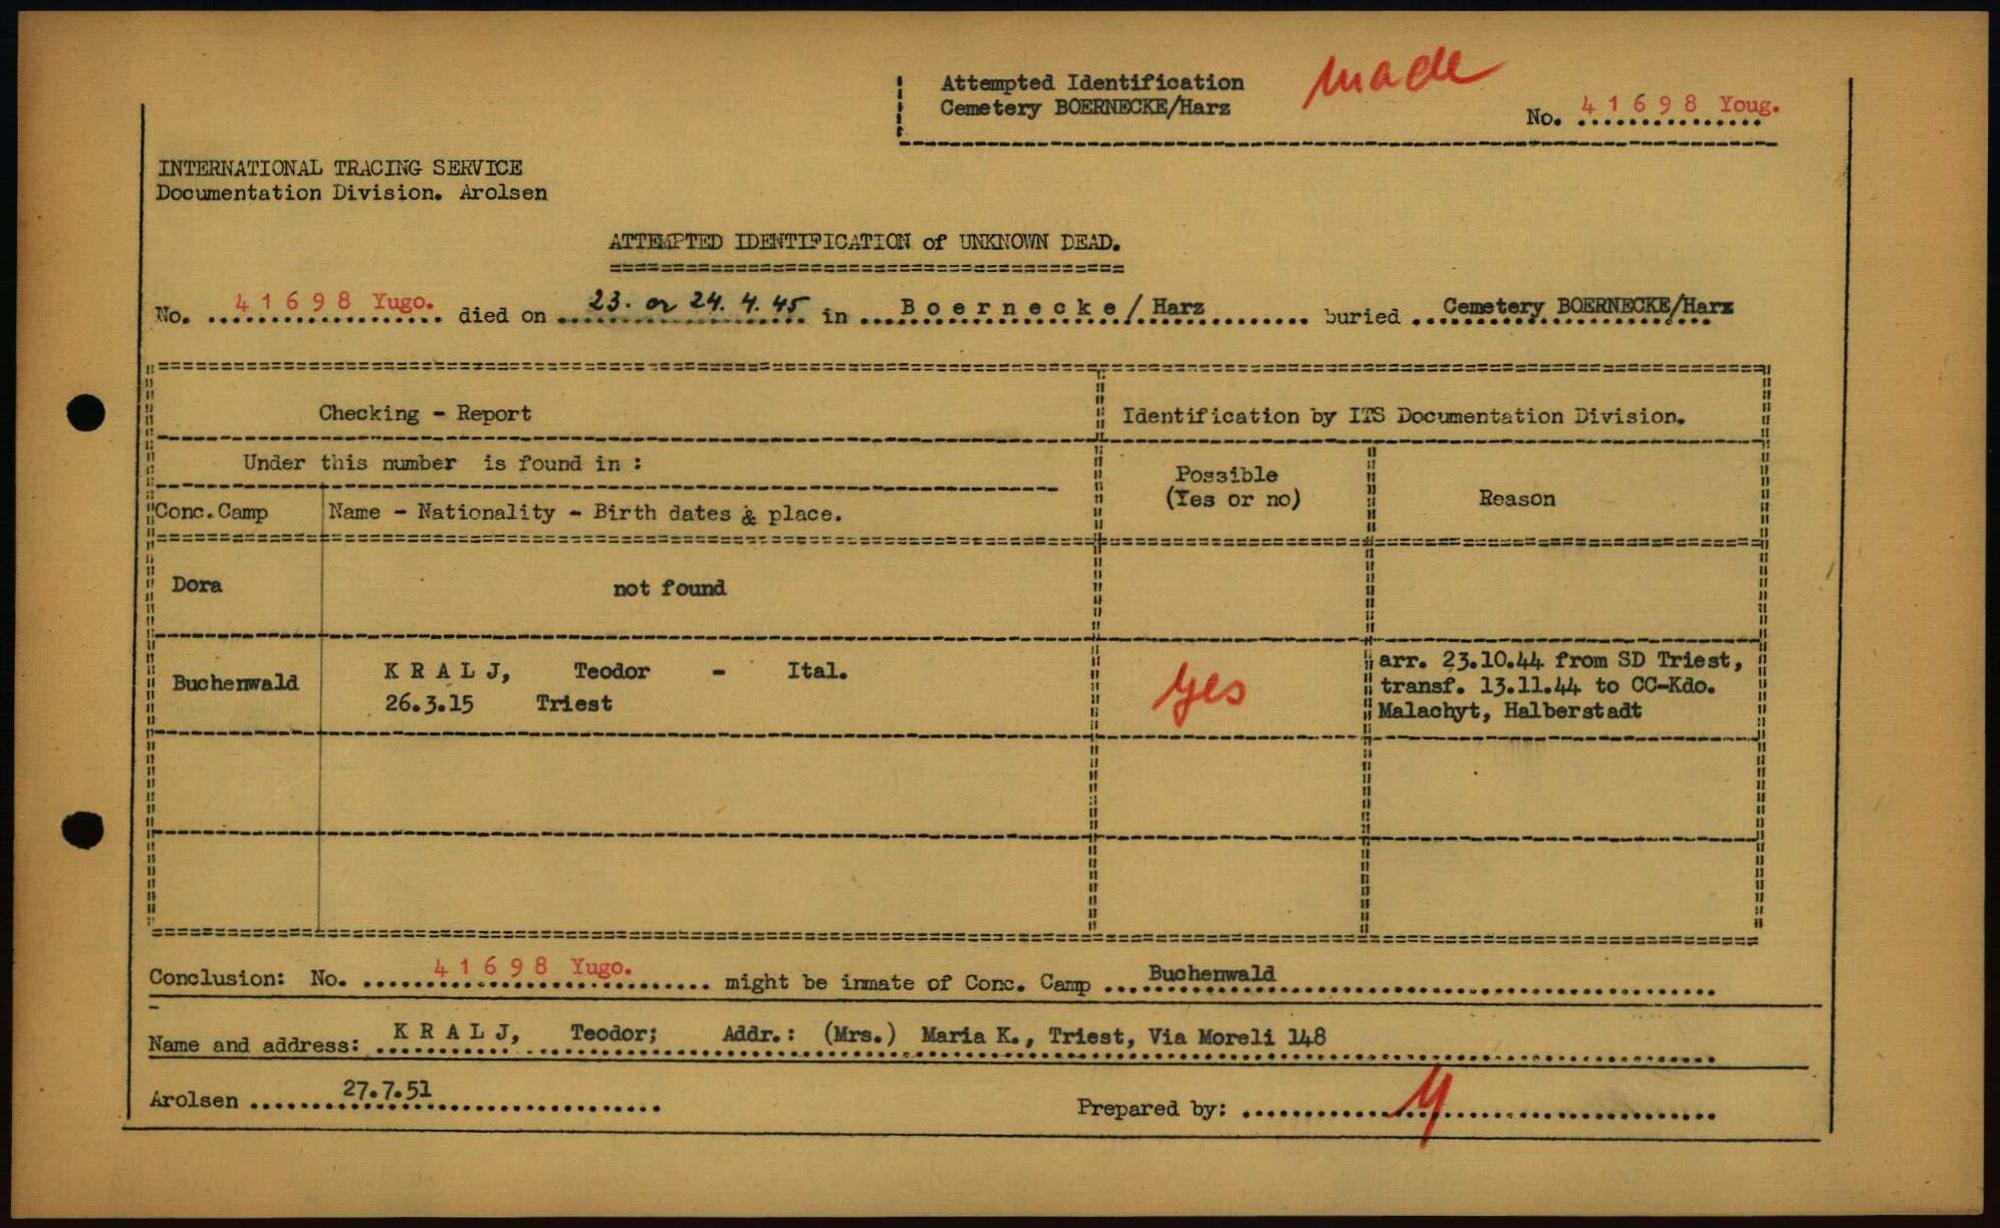 Attempted Identification
Cemetery BOERNECKE/Harz
made
No. 41698 Youg.
INTERNATIONAL TRACING SERVICE
Documentation Division. Arolsen
ATTEMPTED IDENTIFICATION of UNKNOWN DEAD.
No. 41698 Yugo. died on 23. or 24. 4. 45 in Boernecke/Harz buried Cemetery BOERNECKE/Harz
Checking - Report
Identification by ITS Documentation Division.
Under this number is found in :
Possible
(Yes or no)
Reason
Conc.Camp
Name - Nationality - Birth dates & place.
Dora
not found
Buchenwald
KRALJ, Teodor - Ital.
26.3.15 Triest
yes
arr. 23.10.44 from SD Triest,
transf. 13.11.44 to CC-Kdo.
Malachyt, Halberstadt
Conclusion: No. 41698 Yugo. might be inmate of Conc. Camp Buchenwald
Name and address: KRALJ, Teodor; Addr.: (Mrs.) Maria K., Triest, Via Moreli 148
Arolsen 27.7.51
Prepared by: